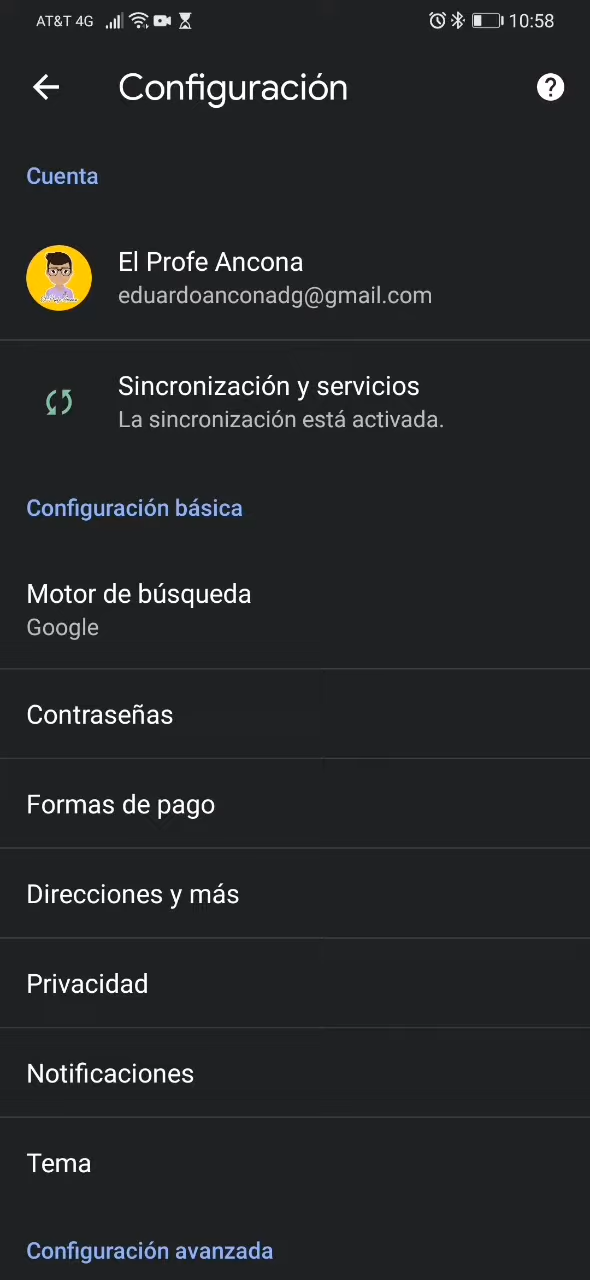 AT&T 4G 10:58
Configuración
Cuenta
El Profe Ancona
eduardoanconadg@gmail.com
Sincronización y servicios
La sincronización está activada.
Configuración básica
Motor de búsqueda
Google
Contraseñas
Formas de pago
Direcciones y más
Privacidad
Notificaciones
Tema
Configuración avanzada